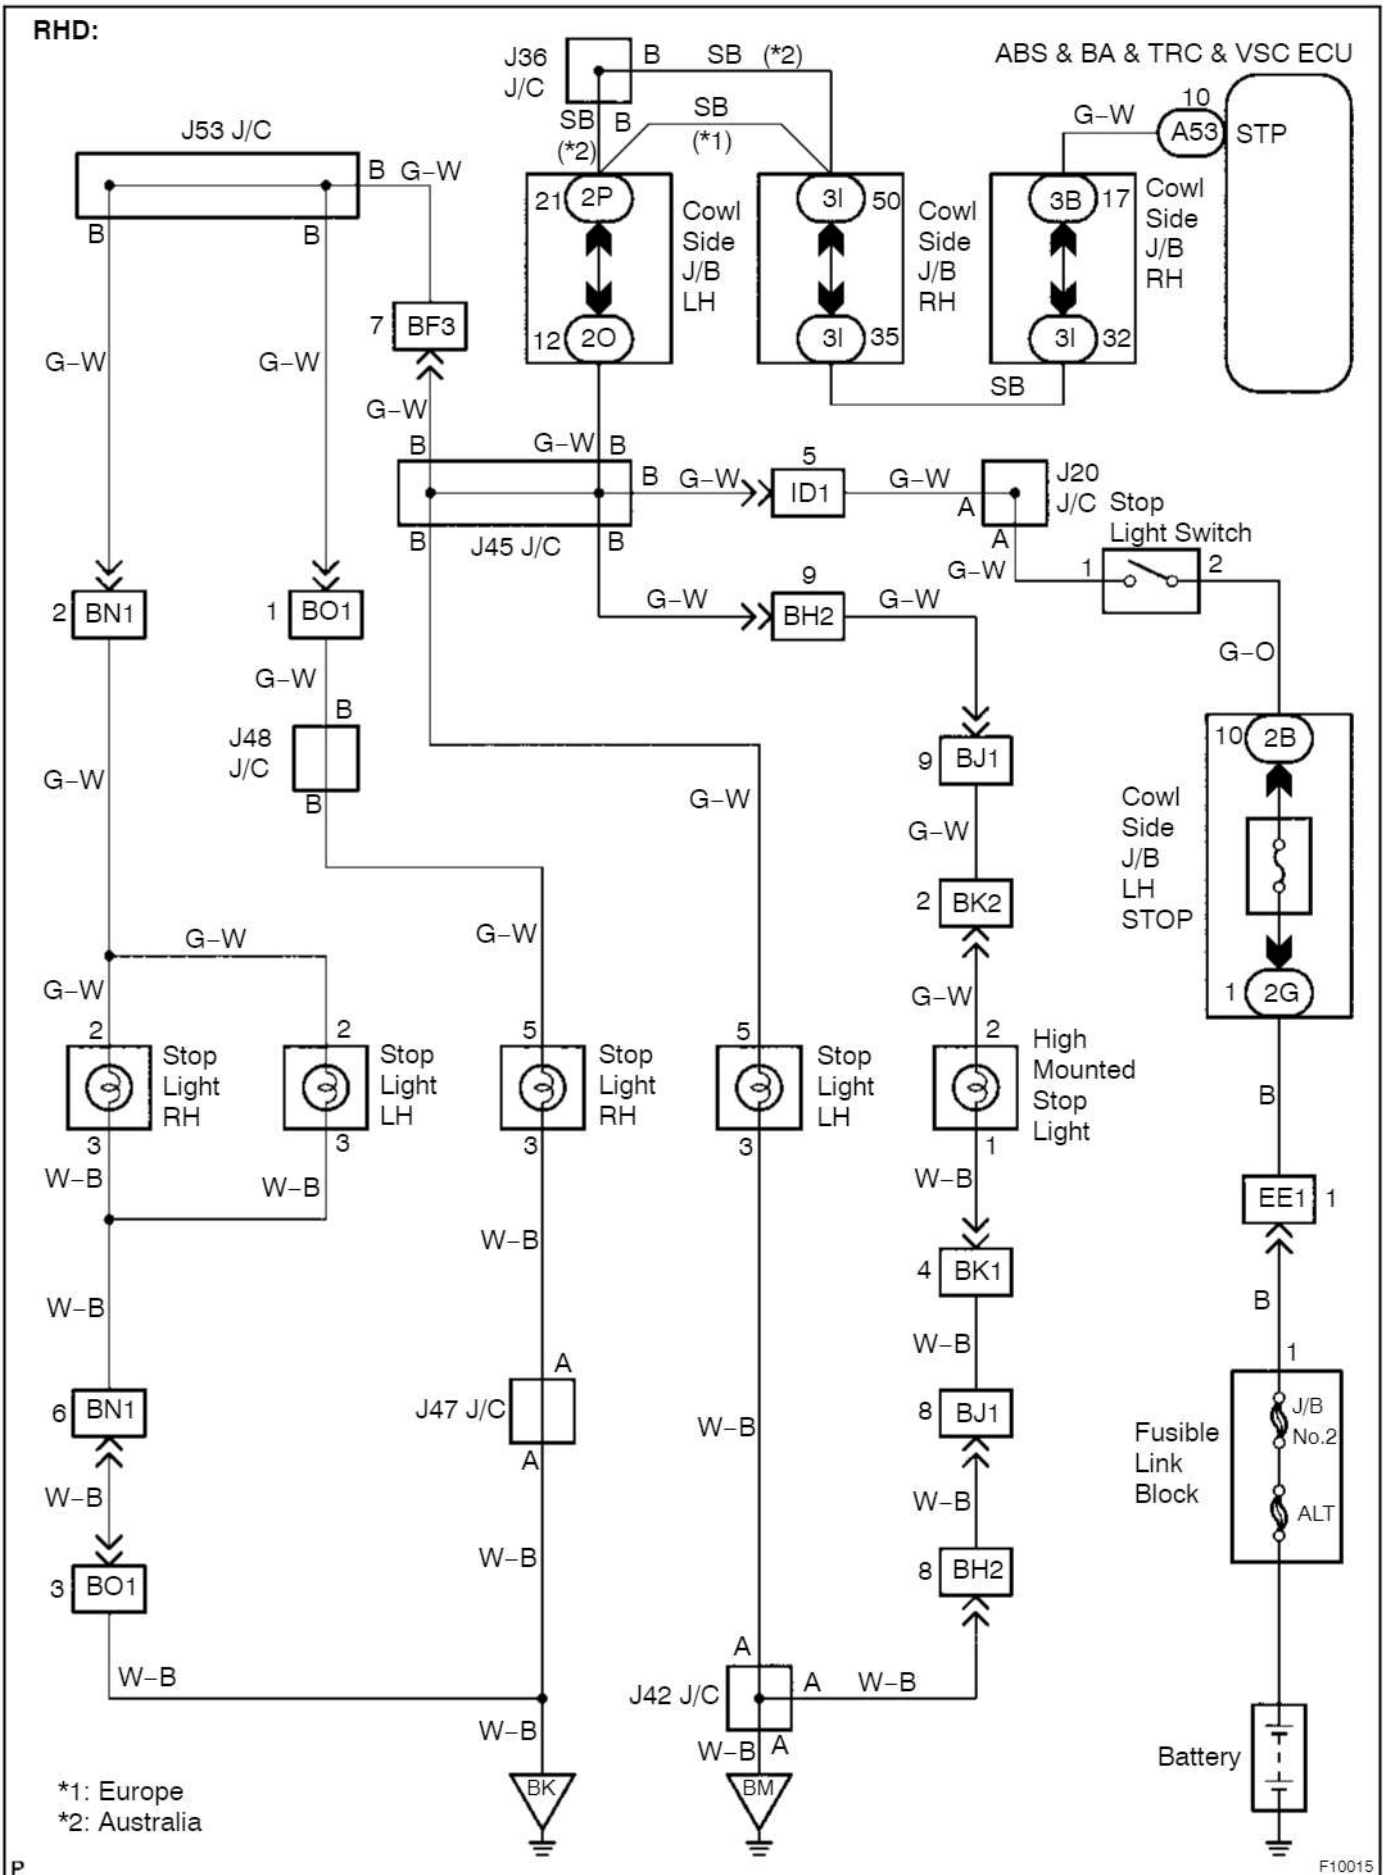 RHD:
J36
J/C
B
SB
(*2)
ABS & BA & TRC & VSC ECU
10
G–W
A53
STP
SB
B
(*2)
SB
(*1)
J53 J/C
B
G–W
B
B
21
2P
12
2O
Cowl
Side
J/B
LH
3I
50
3I
35
Cowl
Side
J/B
RH
3B
17
3I
32
Cowl
Side
J/B
RH
SB
7
BF3
G–W
G–W
G–W
B
G–W
B
B
G–W
5
ID1
G–W
A
J20
J/C
A
B
J45 J/C
B
Stop
Light Switch
G–W
1
2
G–O
G–W
9
BH2
G–W
2
BN1
1
BO1
G–W
B
J48
J/C
B
G–W
G–W
9
BJ1
G–W
2
BK2
G–W
10
2B
Cowl
Side
J/B
LH
STOP
1
2G
G–W
G–W
G–W
2
Stop
Light
RH
3
2
Stop
Light
LH
3
5
Stop
Light
RH
3
5
Stop
Light
LH
3
2
High
Mounted
Stop
Light
1
B
W–B
W–B
W–B
W–B
EE1
1
4
BK1
B
W–B
W–B
1
J/B
No.2
ALT
Fusible
Link
Block
6
BN1
A
J47 J/C
A
W–B
8
BJ1
W–B
W–B
W–B
3
BO1
8
BH2
W–B
A
J42 J/C
A
W–B
W–B
W–B
A
Battery
BK
BM
*1: Europe
*2: Australia
P
F10015